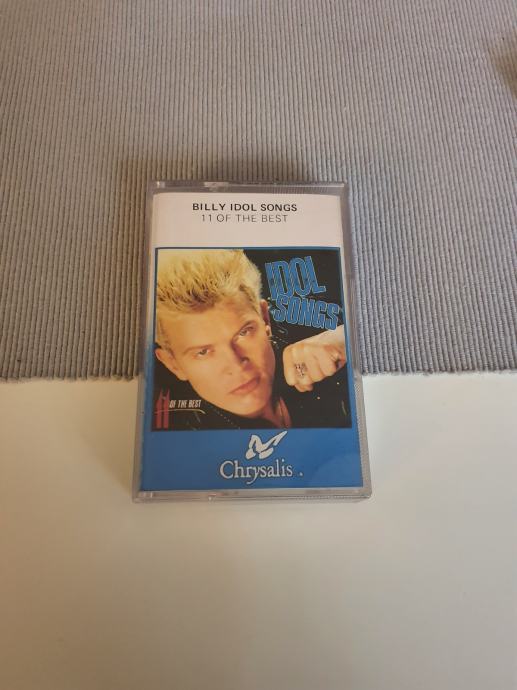 BILLY IDOL SONGS
11 OF THE BEST
IDOL
SONGS
11 OF THE BEST
Chrysalis